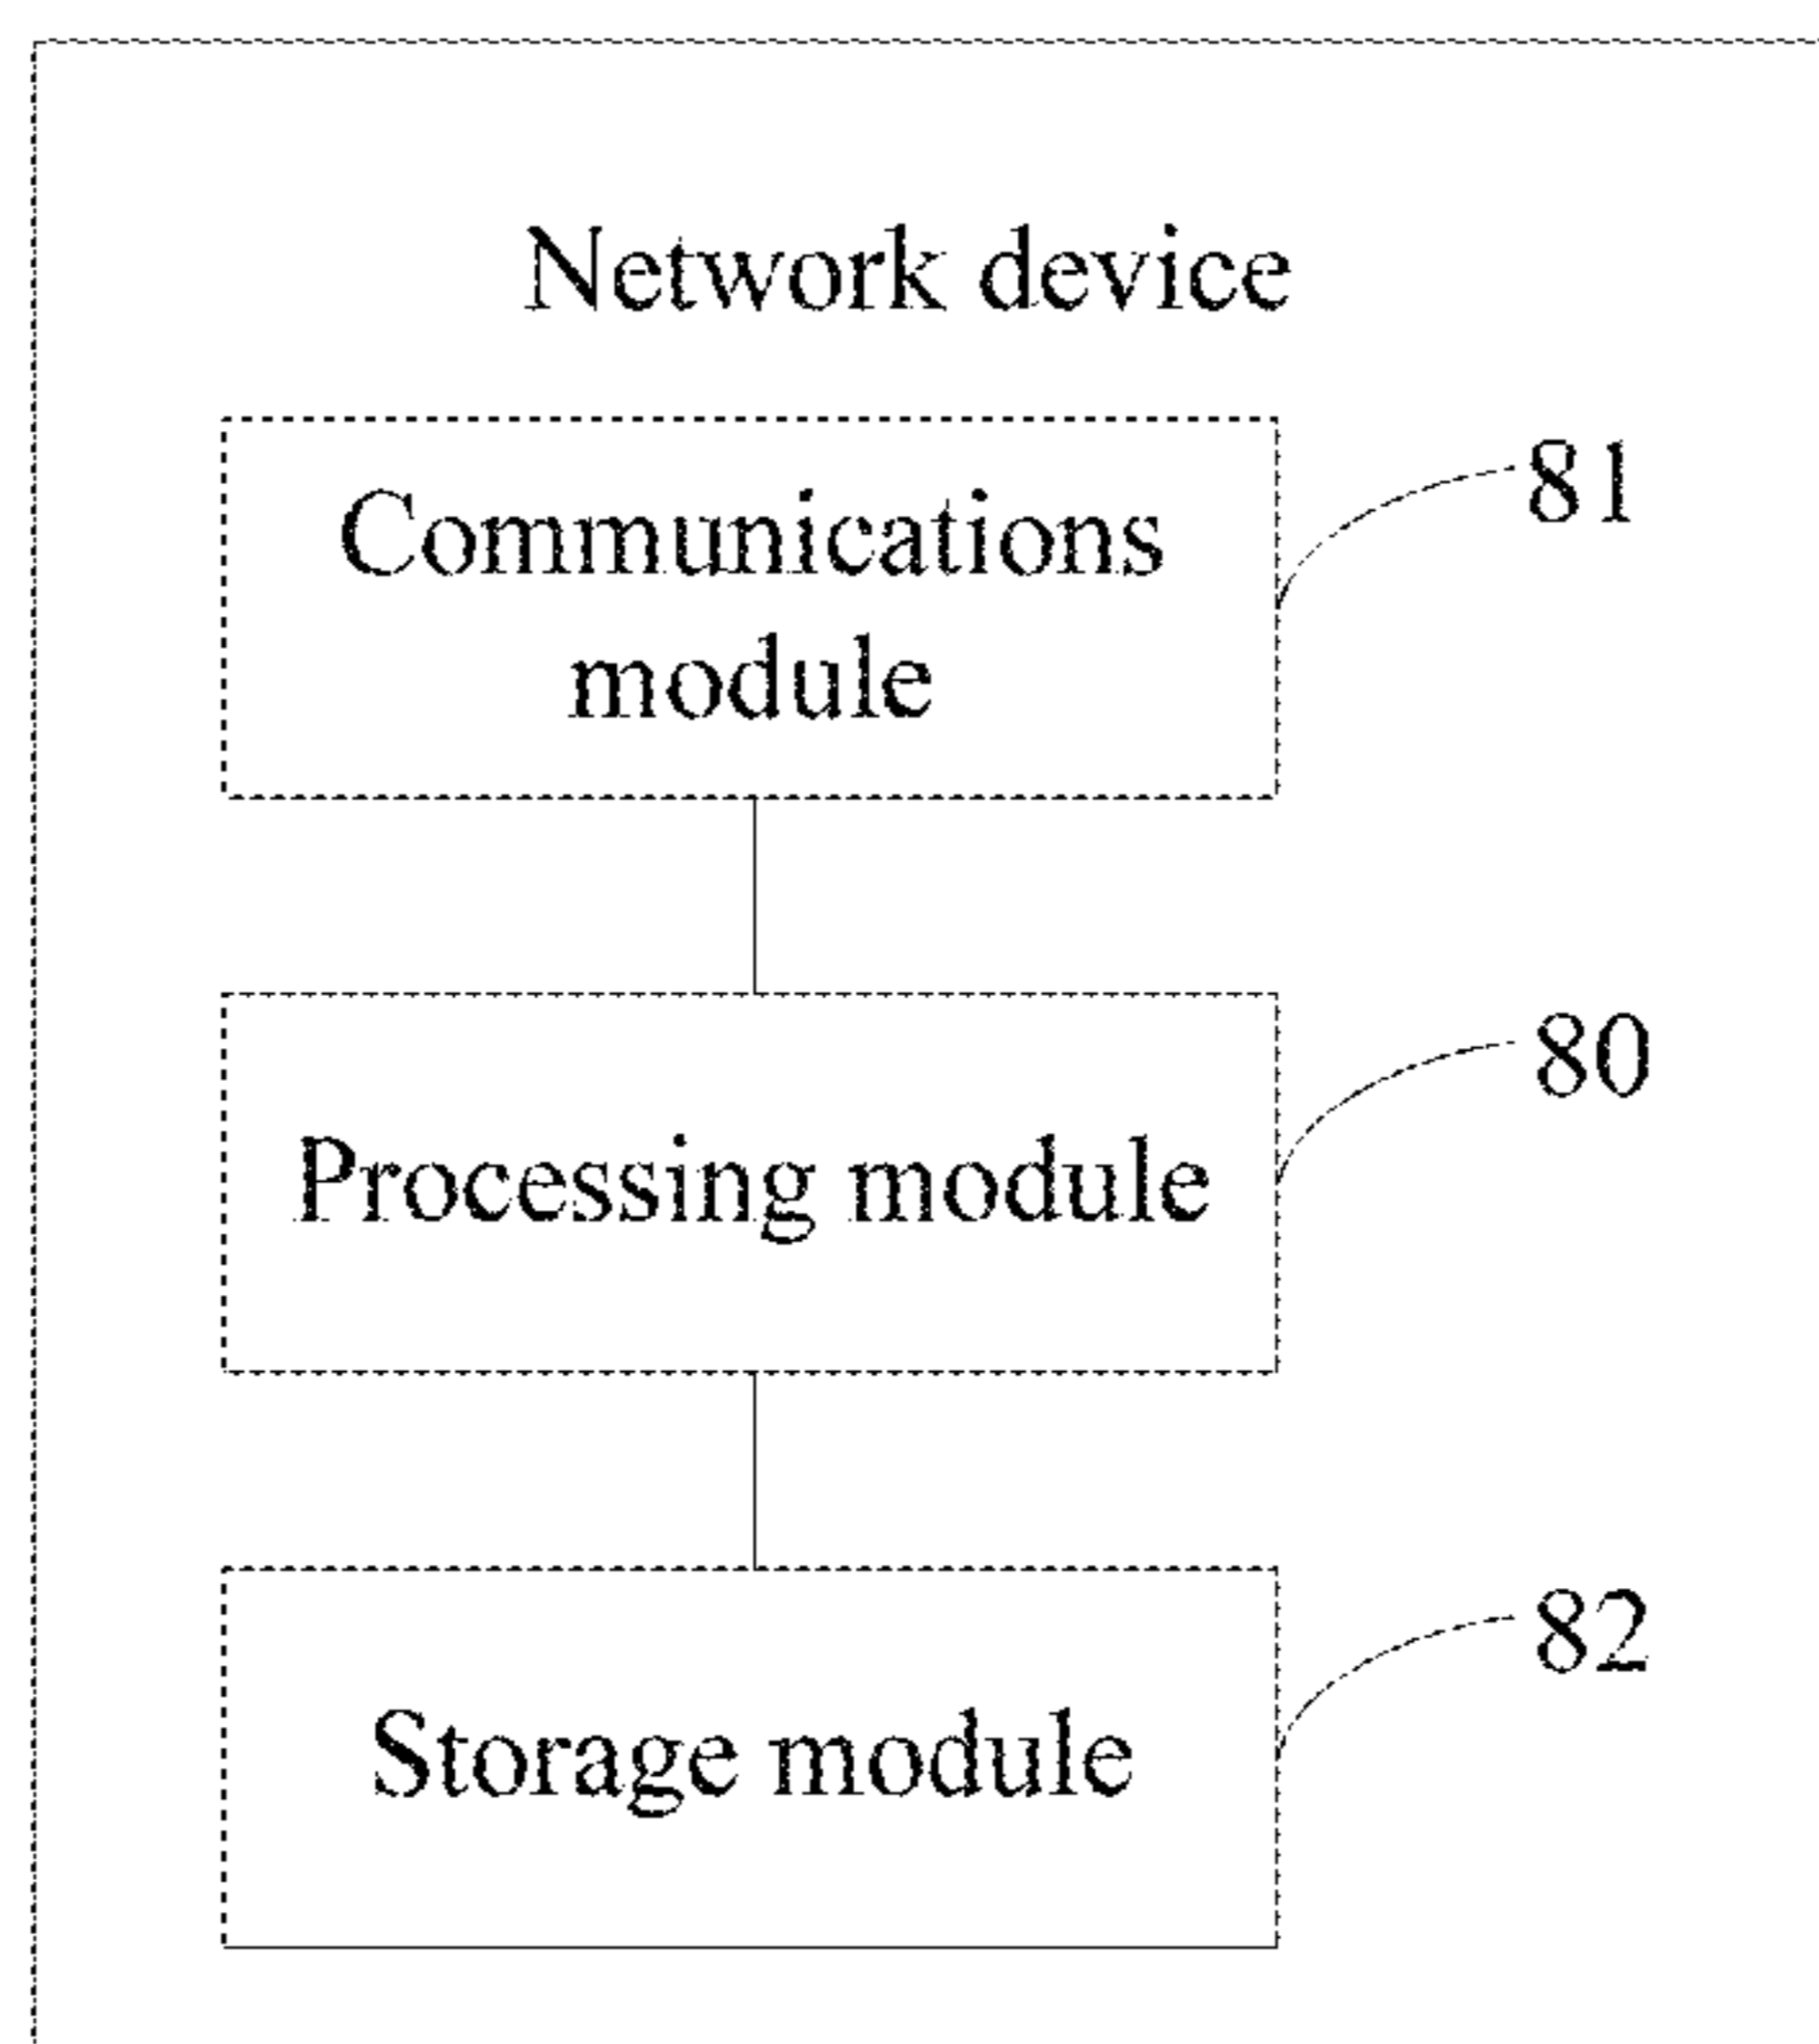 Network device
Communications
module
81
Processing module
80
Storage module
82